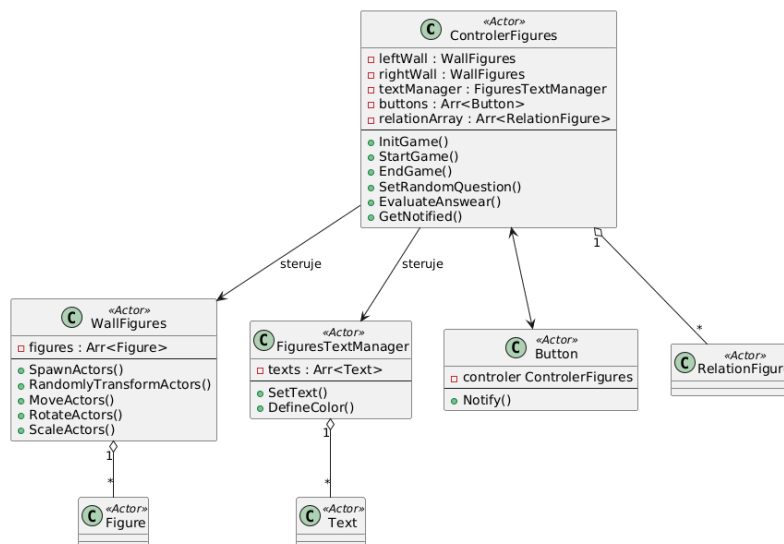 «Actor»
C ControlerFigures
leftWall : WallFigures
rightWall : WallFigures
textManager : FiguresTextManager
buttons : Arr<Button>
relationArray : Arr<RelationFigure>
InitGame()
StartGame()
EndGame()
SetRandomQuestion()
EvaluateAnswear()
GetNotified()
1
steruje
steruje
«Actor»
C WallFigures
figures : Arr<Figure>
SpawnActors()
RandomlyTransformActors()
MoveActors()
RotateActors()
ScaleActors()
1
*
«Actor»
C FiguresTextManager
texts : Arr<Text>
SetText()
DefineColor()
1
*
«Actor»
C Button
controler ControlerFigures
Notify()
*
«Actor»
C RelationFigure
«Actor»
C Figure
«Actor»
C Text